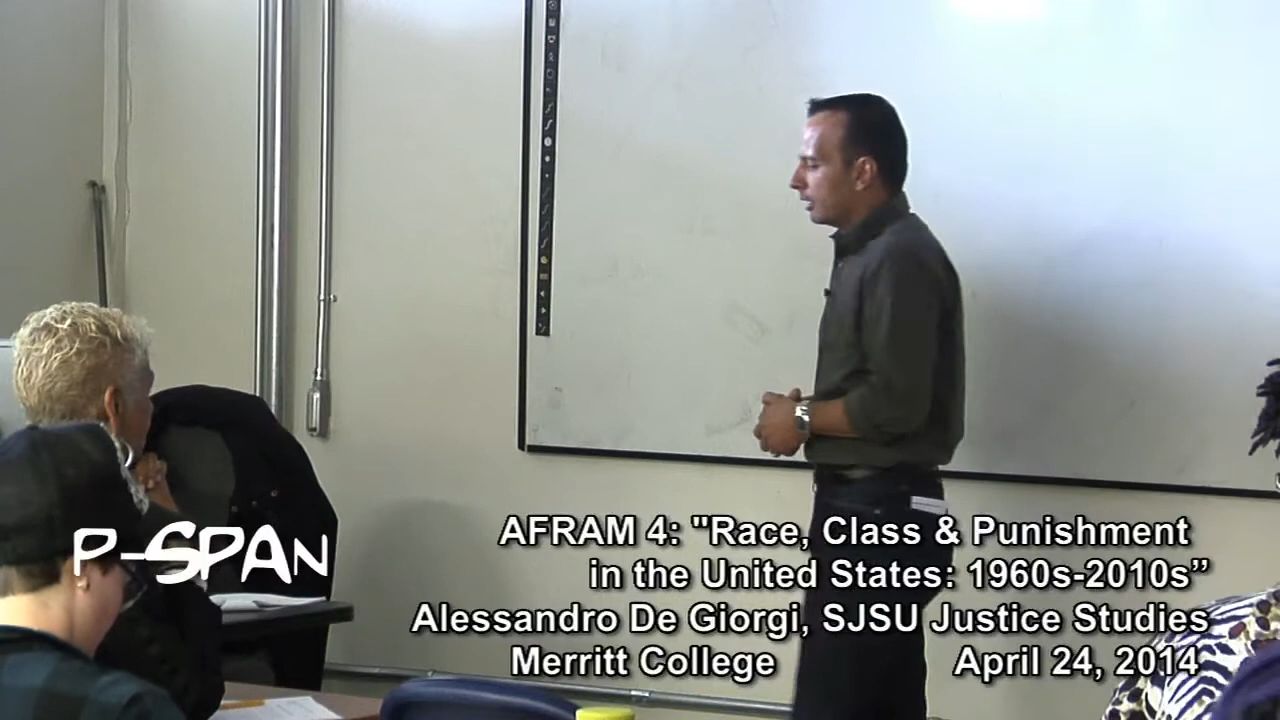 AFRAM 4: "Race, Class & Punishment
in the United States: 1960s-2010s”
P-SPAN
Alessandro De Giorgi, SJSU Justice Studies
Merritt College April 24, 2014